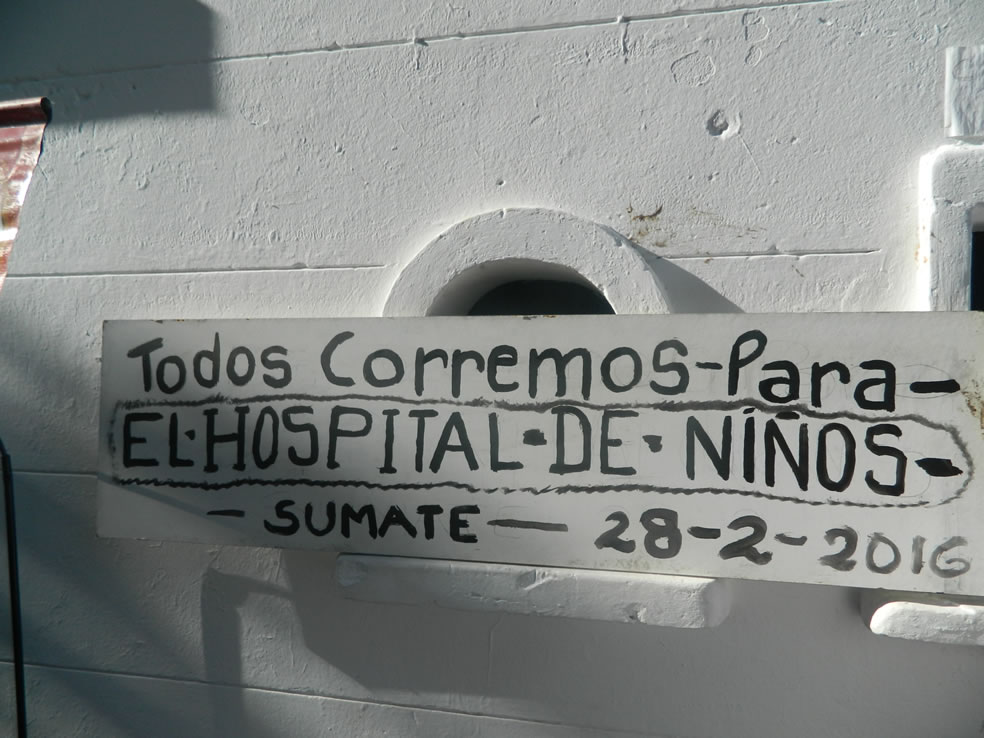 Todos Corremos-Para-
EL·HOSPITAL·DE·NIÑOS-
- SUMATE - 28-2-2016